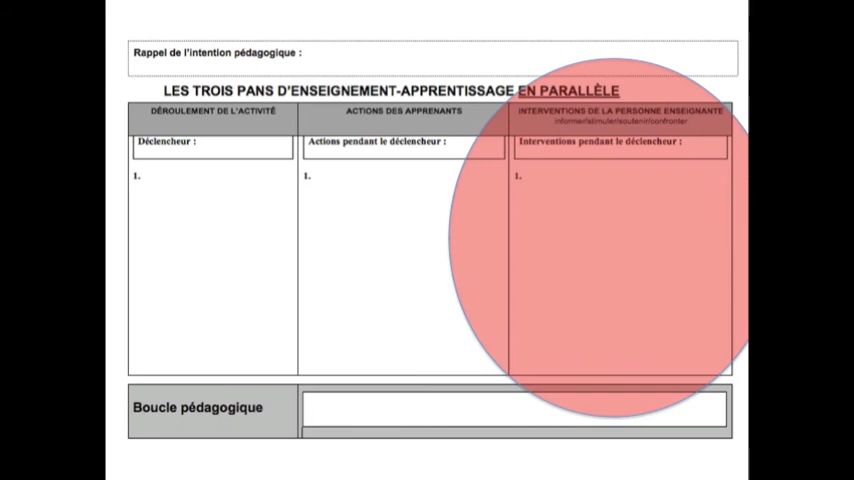 Rappel de l'intention pédagogique :
LES TROIS PANS D'ENSEIGNEMENT-APPRENTISSAGE EN PARALLÈLE
DÉROULEMENT DE L'ACTIVITÉ
ACTIONS DES APPRENANTS
INTERVENTIONS DE LA PERSONNE ENSEIGNANTE
informer/stimuler/soutenir/confronter
Déclencheur :
Actions pendant le déclencheur :
Interventions pendant le déclencheur :
1.
1.
1.
Boucle pédagogique